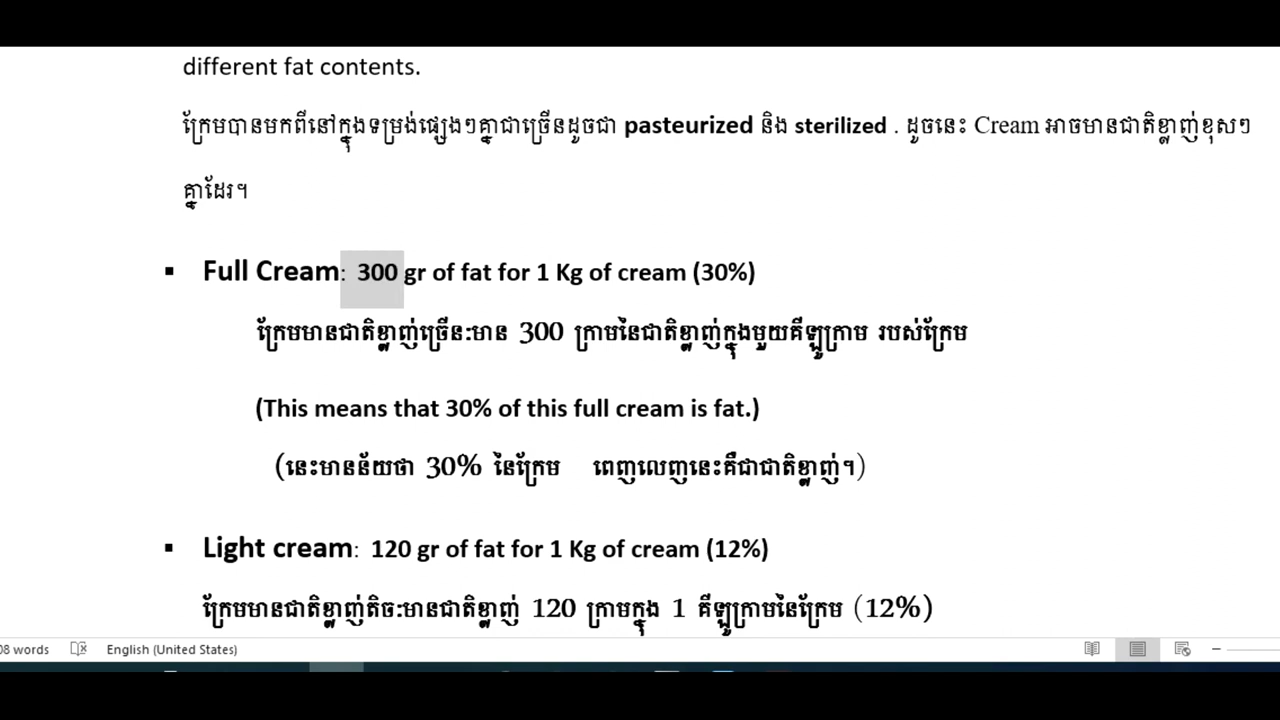 different fat contents.
ក្រែមបានមកពីនៅក្នុងទម្រង់ផ្សេងៗគ្នាជាច្រើនដូចជា pasteurized និង sterilized . ដូចនេះ Cream អាចមានជាតិខ្លាញ់ខុសៗ
គ្នាដែរ។
▪ Full Cream: 300 gr of fat for 1 Kg of cream (30%)
ក្រែមមានជាតិខ្លាញ់ច្រើន:មាន 300 ក្រាមនៃជាតិខ្លាញ់ក្នុងមួយគីឡូក្រាម របស់ក្រែម
(This means that 30% of this full cream is fat.)
(នេះមានន័យថា 30% នៃក្រែម ពេញលេញនេះគឺជាជាតិខ្លាញ់។)
▪ Light cream: 120 gr of fat for 1 Kg of cream (12%)
ក្រែមមានជាតិខ្លាញ់តិច:មានជាតិខ្លាញ់ 120 ក្រាមក្នុង 1 គីឡូក្រាមនៃក្រែម (12%)
08 words English (United States)